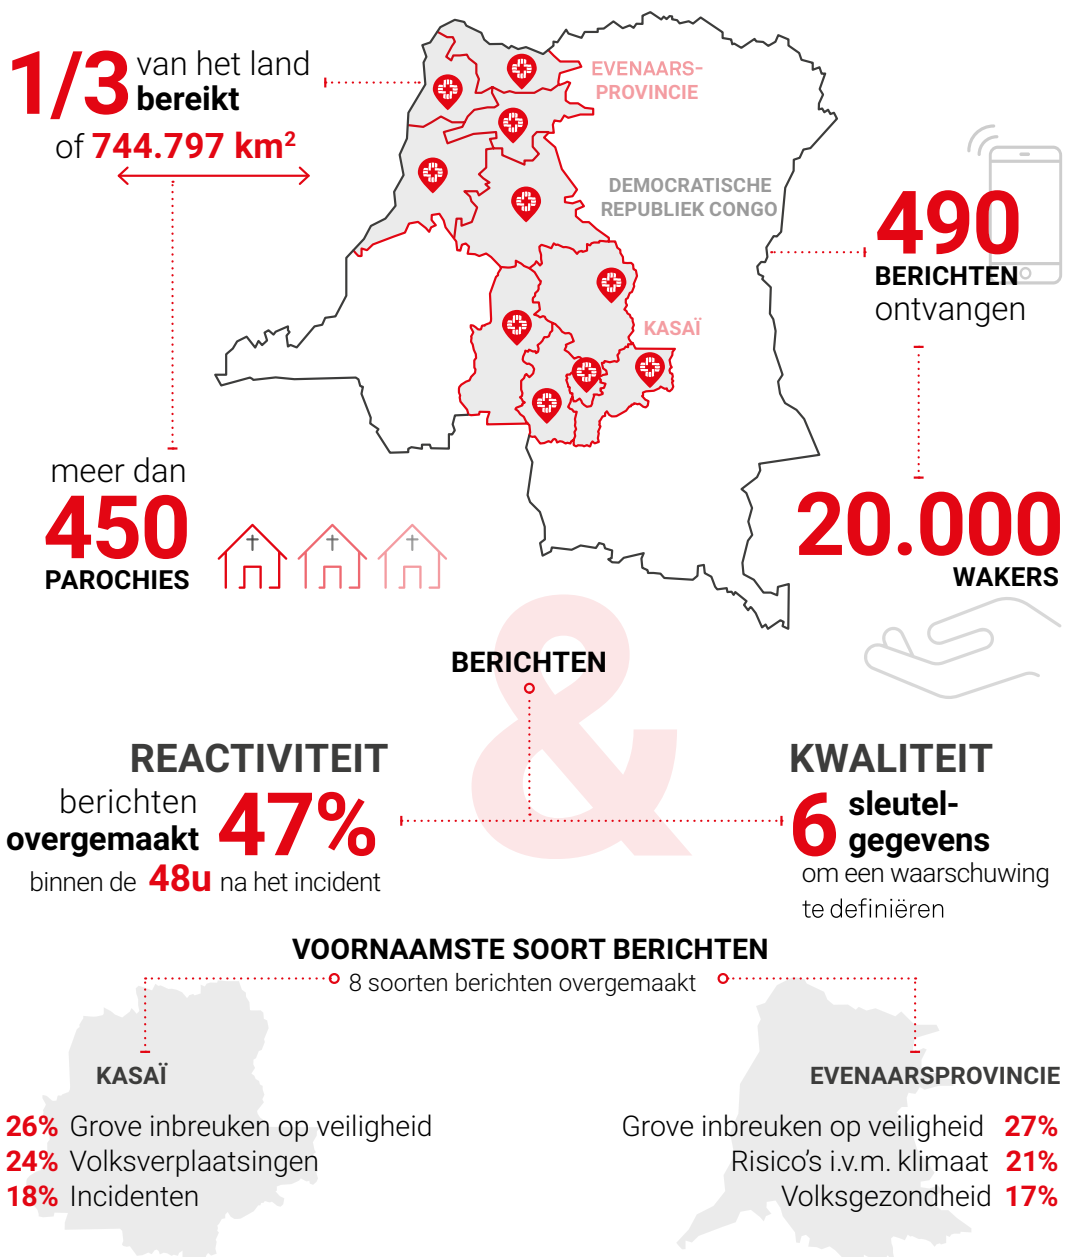 1/3 van het land
bereikt
of 744.797 km²
EVENAARS-
PROVINCIE
DEMOCRATISCHE
REPUBLIEK CONGO
KASAÏ
490
BERICHTEN
ontvangen
meer dan
450
PAROCHIES
20.000
WAKERS
&
BERICHTEN
REACTIVITEIT
berichten
overgemaakt 47%
binnen de 48u na het incident
KWALITEIT
6 sleutel-
gegevens
om een waarschuwing
te definiëren
VOORNAAMSTE SOORT BERICHTEN
8 soorten berichten overgemaakt
KASAÏ
26% Grove inbreuken op veiligheid
24% Volksverplaatsingen
18% Incidenten
EVENAARSPROVINCIE
Grove inbreuken op veiligheid 27%
Risico's i.v.m. klimaat 21%
Volksgezondheid 17%